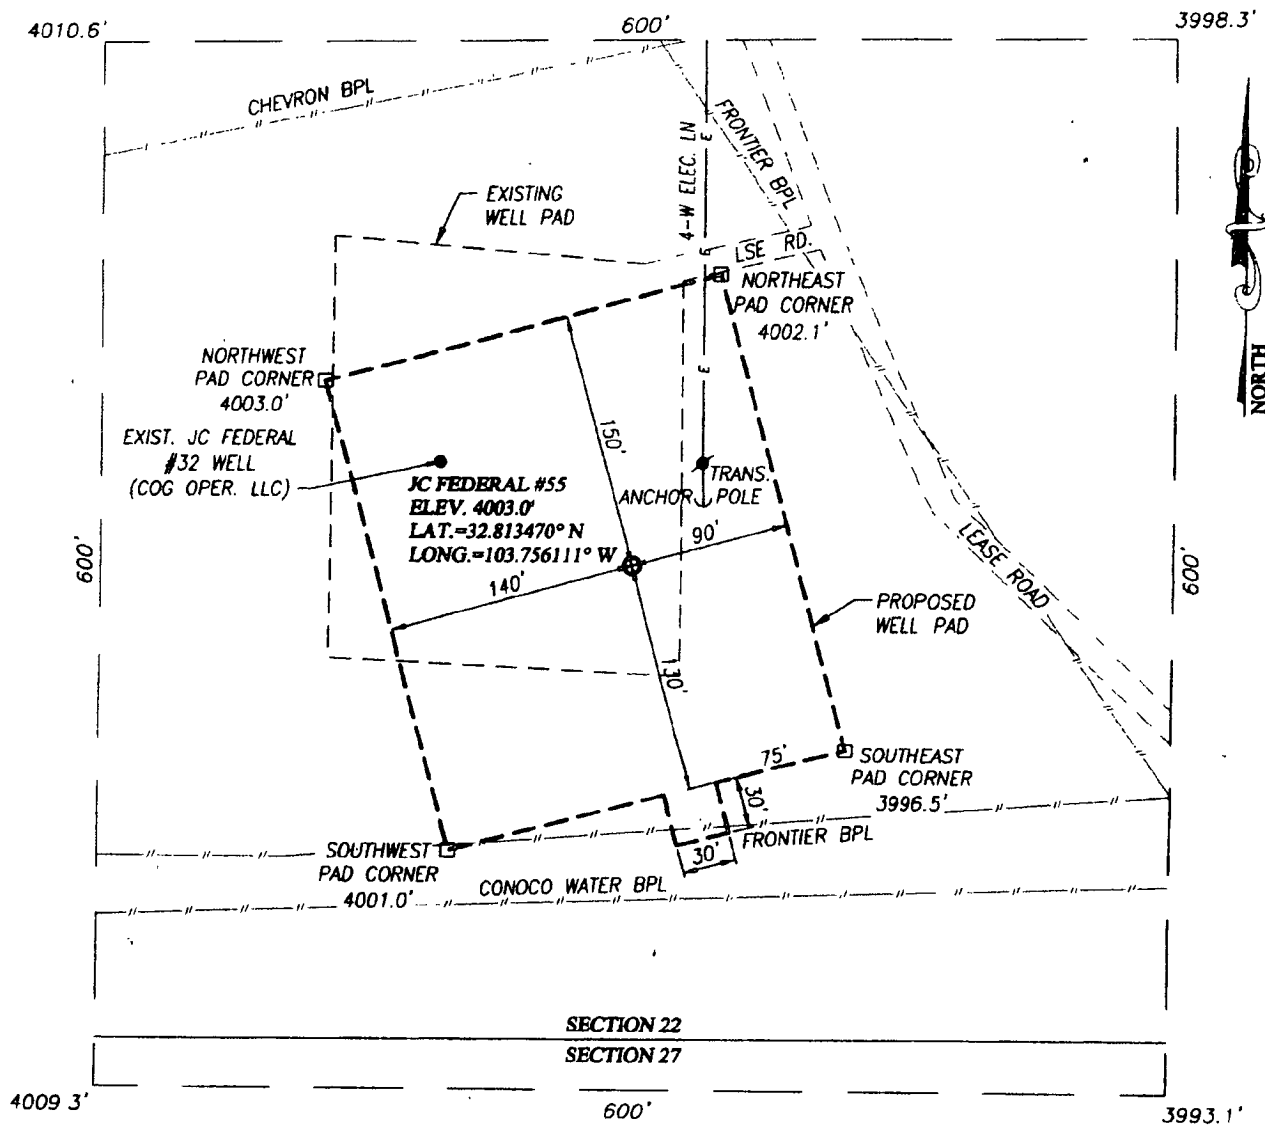 4010.6'
600'
3998.3'
CHEVRON BPL
FRONTIER BPL
4-W ELEC. LN
E
E
E
EXISTING
WELL PAD
LSE RD.
NORTHEAST
PAD CORNER
4002.1'
NORTH
NORTHWEST
PAD CORNER
4003.0'
EXIST. JC FEDERAL
#32 WELL
(COG OPER. LLC)
150'
JC FEDERAL #55
ELEV. 4003.0'
LAT.=32.813470° N
LONG.=103.756111° W
TRANS.
POLE
ANCHOR
90'
140'
600'
600'
LEASE ROAD
PROPOSED
WELL PAD
130'
75'
SOUTHEAST
PAD CORNER
3996.5'
30'
FRONTIER BPL
30'
SOUTHWEST
PAD CORNER
4001.0'
CONOCO WATER BPL
SECTION 22
SECTION 27
4009 3'
600'
3993.1'